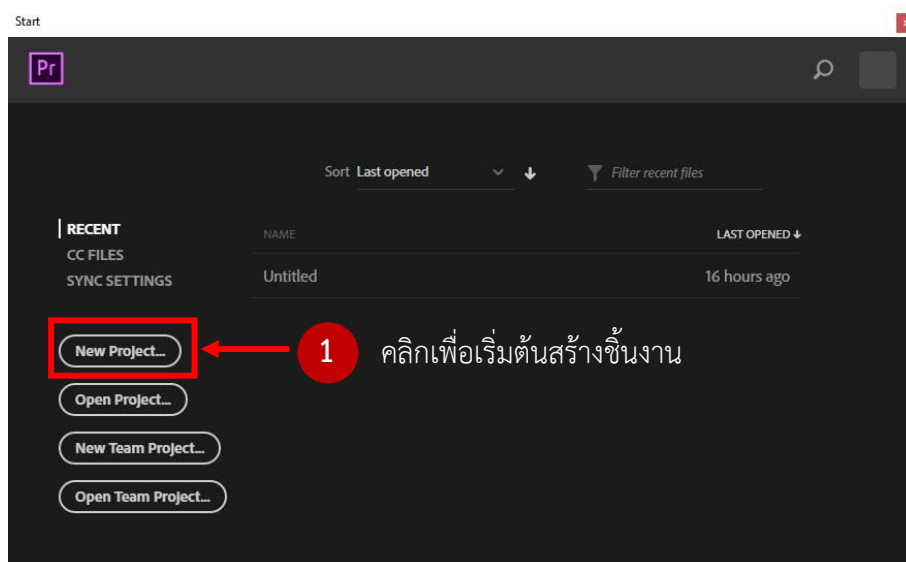 Start
Pr
Sort Last opened Filter recent files
RECENT
NAME LAST OPENED
CC FILES
SYNC SETTINGS
Untitled 16 hours ago
New Project...
1 คลิกเพื่อเริ่มต้นสร้างชิ้นงาน
Open Project...
New Team Project...
Open Team Project...